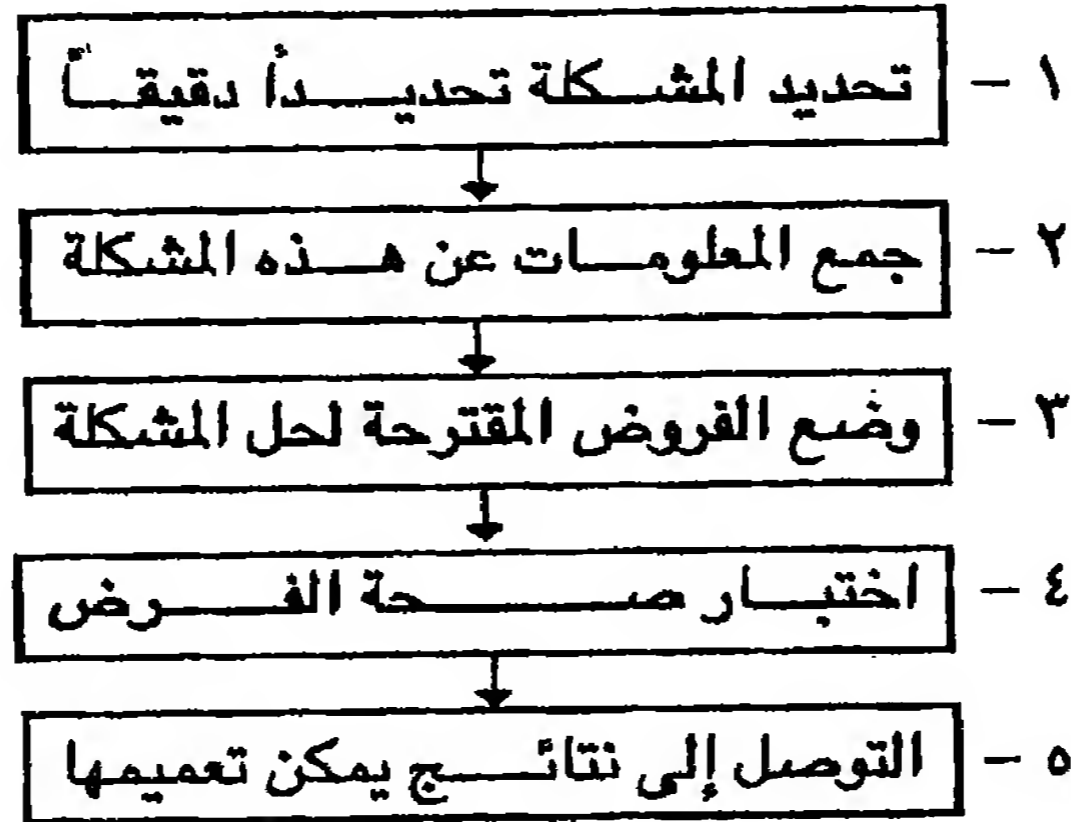 ١ - تحديد المشكلة تحديداً دقيقاً
٢ - جمع المعلومات عن هذه المشكلة
٣ - وضع الفروض المقترحة لحل المشكلة
٤ - اختبار صحة الفرض
٥ - التوصل إلى نتائج يمكن تعميمها